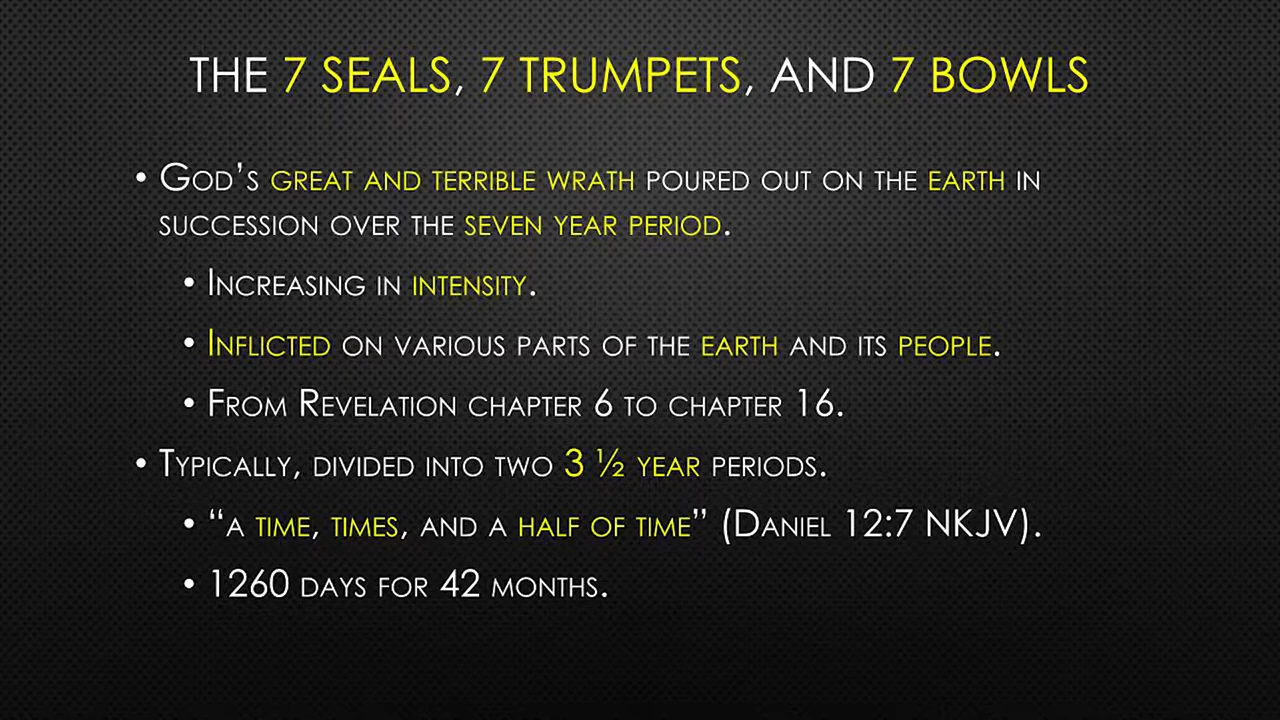 THE 7 SEALS, 7 TRUMPETS, AND 7 BOWLS
• GOD’S GREAT AND TERRIBLE WRATH POURED OUT ON THE EARTH IN
SUCCESSION OVER THE SEVEN YEAR PERIOD.
• INCREASING IN INTENSITY.
• INFLICTED ON VARIOUS PARTS OF THE EARTH AND ITS PEOPLE.
• FROM REVELATION CHAPTER 6 TO CHAPTER 16.
• TYPICALLY, DIVIDED INTO TWO 3 ½ YEAR PERIODS.
• “A TIME, TIMES, AND A HALF OF TIME” (DANIEL 12:7 NKJV).
• 1260 DAYS FOR 42 MONTHS.